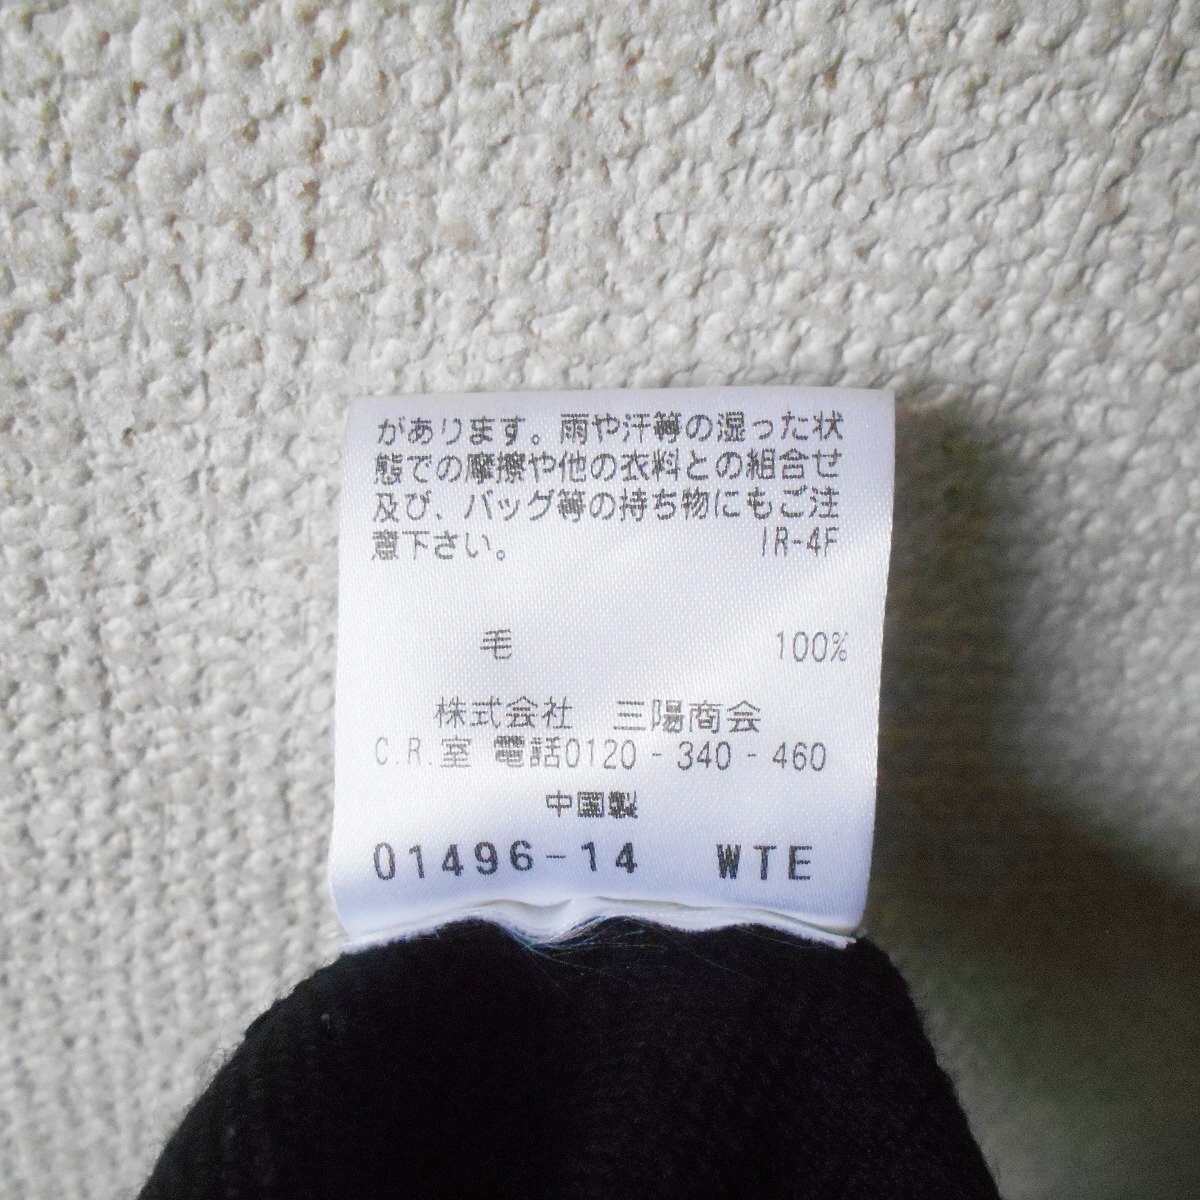 があります。雨や汗等の湿った状
態での摩擦や他の衣料との組合せ
及び、バッグ等の持ち物にもご注
意下さい。 IR-4F
毛 100%
株式会社 三陽商会
C.R.室 電話0120-340-460
中国製
01496-14 WTE